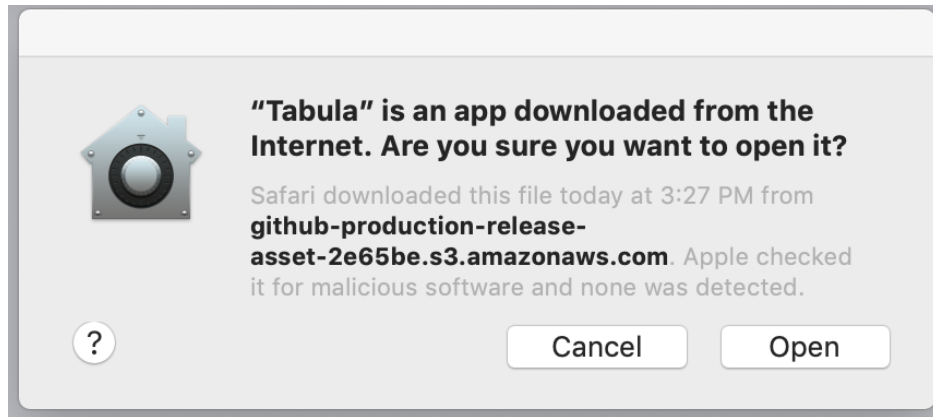 “Tabula” is an app downloaded from the
Internet. Are you sure you want to open it?
Safari downloaded this file today at 3:27 PM from
github-production-release-
asset-2e65be.s3.amazonaws.com. Apple checked
it for malicious software and none was detected.
?
Cancel
Open